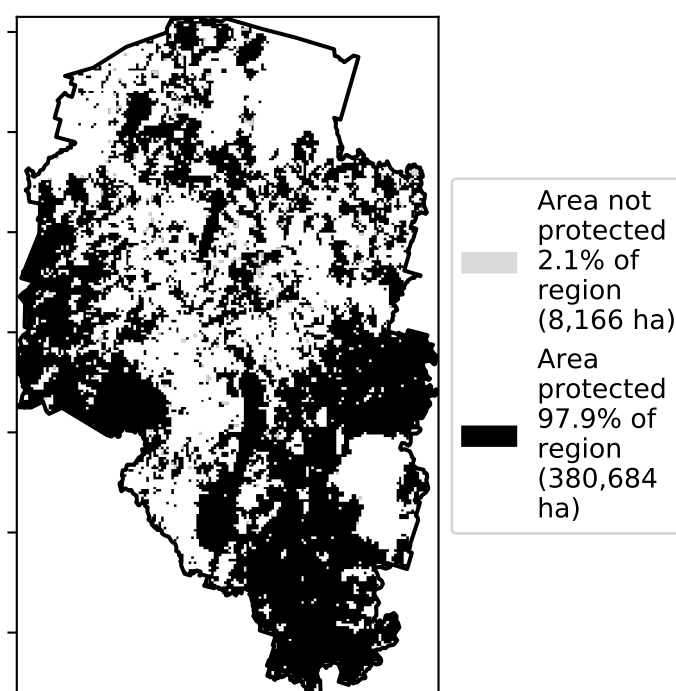 Area not
protected
2.1% of
region
(8,166 ha)
Area
protected
97.9% of
region
(380,684
ha)